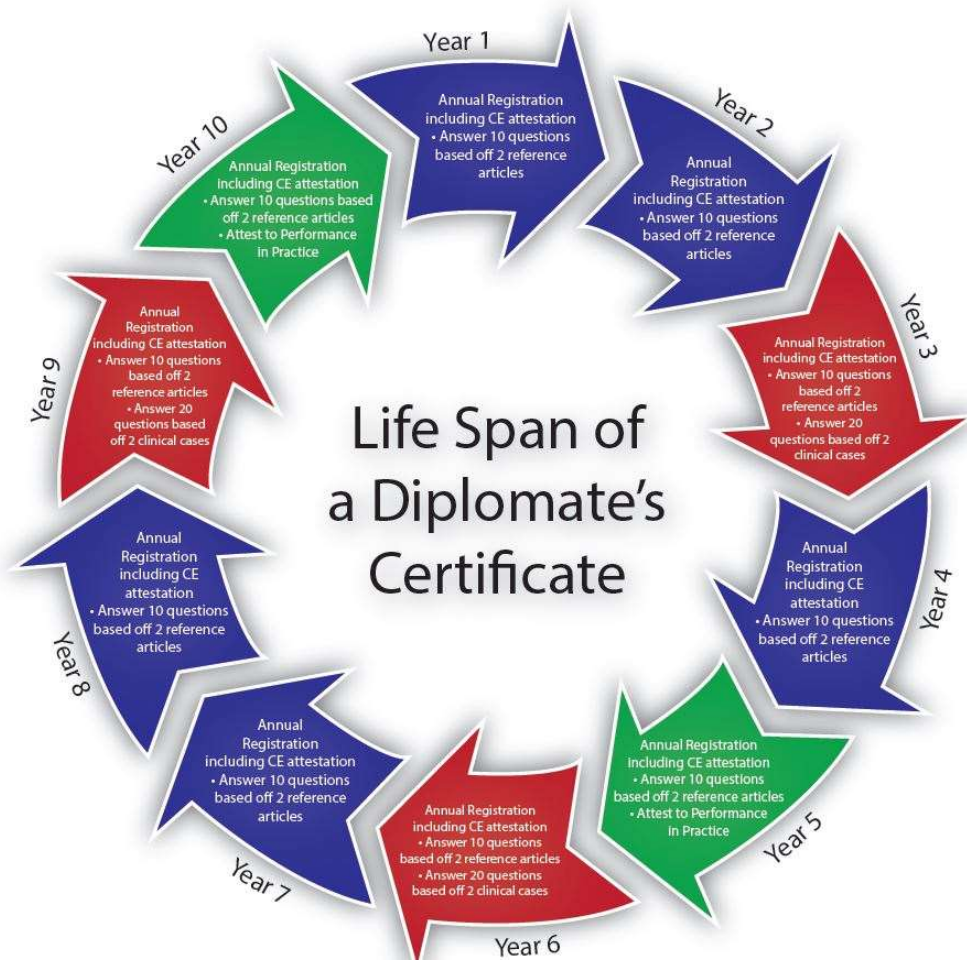 Year 1
Annual Registration
including CE attestation
• Answer 10 questions
based off 2 reference
articles
Year 2
Annual
Registration
including CE attestation
• Answer 10 questions
based off 2 reference
articles
Year 3
Annual Registration
including CE attestation
• Answer 10 questions
based off 2
reference articles
• Answer 20
questions based off 2
clinical cases
Year 4
Annual
Registration
including CE
attestation
• Answer 10 questions
based off 2 reference
articles
Year 5
Annual Registration
including CE attestation
• Answer 10 questions
based off 2 reference articles
• Attest to Performance
in Practice
Year 6
Annual Registration
including CE attestation
• Answer 10 questions
based off 2 reference articles
• Answer 20 questions
based off 2 clinical cases
Year 7
Annual
Registration
including CE attestation
• Answer 10 questions
based off 2 reference
articles
Year 8
Annual
Registration
including CE
attestation
• Answer 10 questions
based off 2 reference
articles
Year 9
Annual
Registration
including CE attestation
• Answer 10 questions
based off 2
reference articles
• Answer 20
questions based
off 2 clinical cases
Year 10
Annual Registration
including CE attestation
• Answer 10 questions based
off 2 reference articles
• Attest to Performance
in Practice
Life Span of
a Diplomate's
Certificate